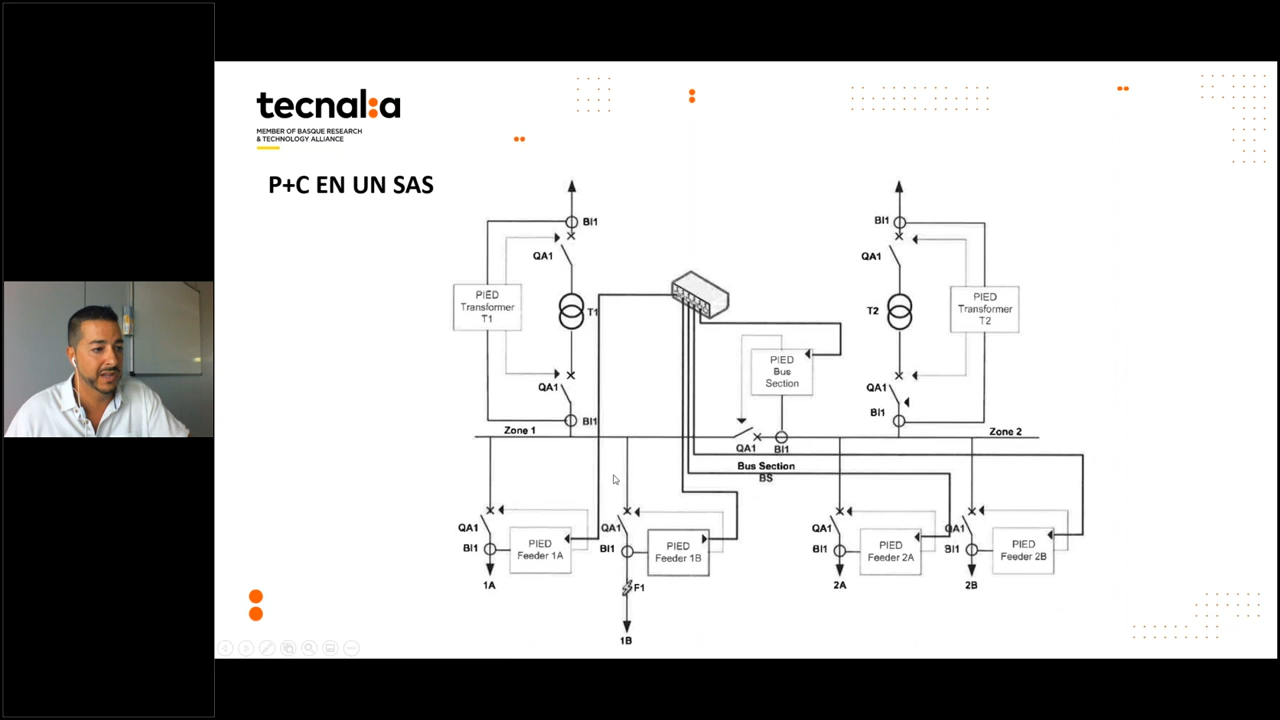 tecnal:a
MEMBER OF BASQUE RESEARCH
& TECHNOLOGY ALLIANCE
P+C EN UN SAS
BI1
QA1
PIED
Transformer
T1
T1
QA1
BI1
BI1
QA1
T2
PIED
Transformer
T2
QA1
BI1
PIED
Bus
Section
Zone 1
QA1
BI1
Zone 2
Bus Section
BS
QA1
BI1
PIED
Feeder 1A
1A
QA1
BI1
PIED
Feeder 1B
F1
1B
QA1
BI1
PIED
Feeder 2A
2A
QA1
BI1
PIED
Feeder 2B
2B